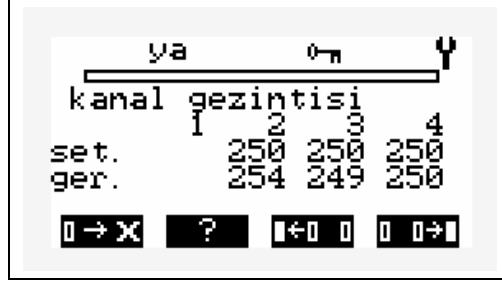 ya
kanal gezintisi
1 2 3 4
set. 250 250 250
ger. 254 249 250
?